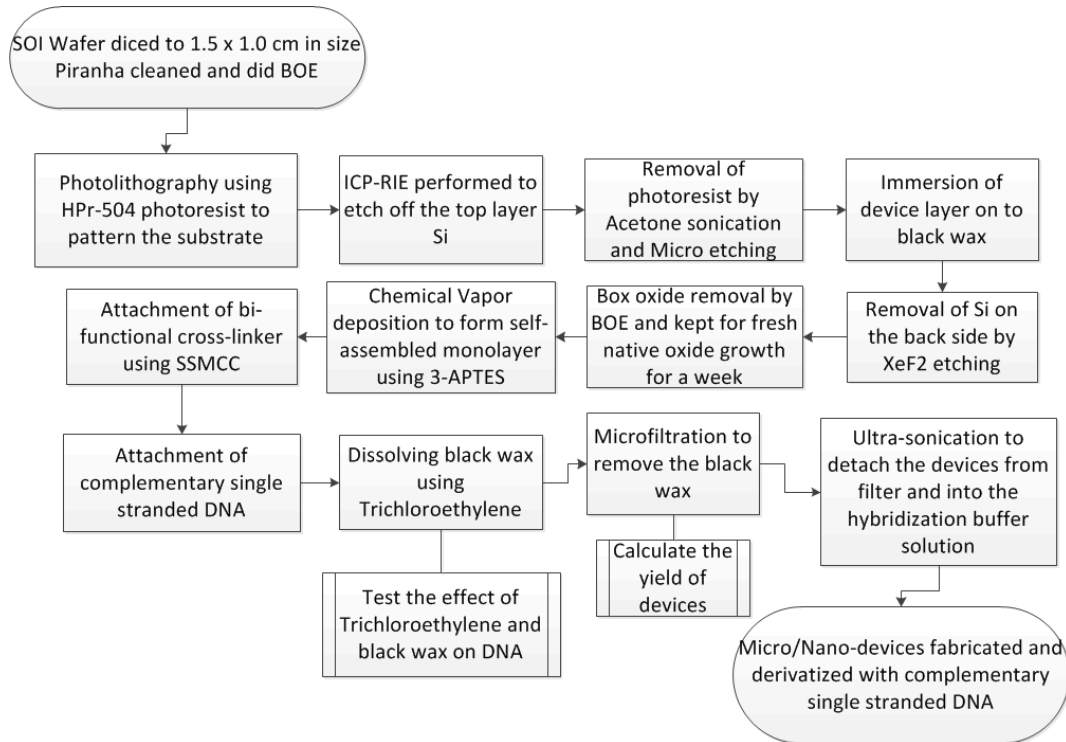 SOI Wafer diced to 1.5 x 1.0 cm in size
Piranha cleaned and did BOE
Photolithography using
HPr-504 photoresist to
pattern the substrate
ICP-RIE performed to
etch off the top layer
Si
Removal of
photoresist by
Acetone sonication
and Micro etching
Immersion of
device layer on to
black wax
Removal of Si on
the back side by
XeF2 etching
Box oxide removal by
BOE and kept for fresh
native oxide growth
for a week
Chemical Vapor
deposition to form self-
assembled monolayer
using 3-APTES
Attachment of bi-
functional cross-linker
using SSMCC
Attachment of
complementary single
stranded DNA
Dissolving black wax
using
Trichloroethylene
Test the effect of
Trichloroethylene and
black wax on DNA
Microfiltration to
remove the black
wax
Calculate the
yield of
devices
Ultra-sonication to
detach the devices from
filter and into the
hybridization buffer
solution
Micro/Nano-devices fabricated and
derivatized with complementary
single stranded DNA